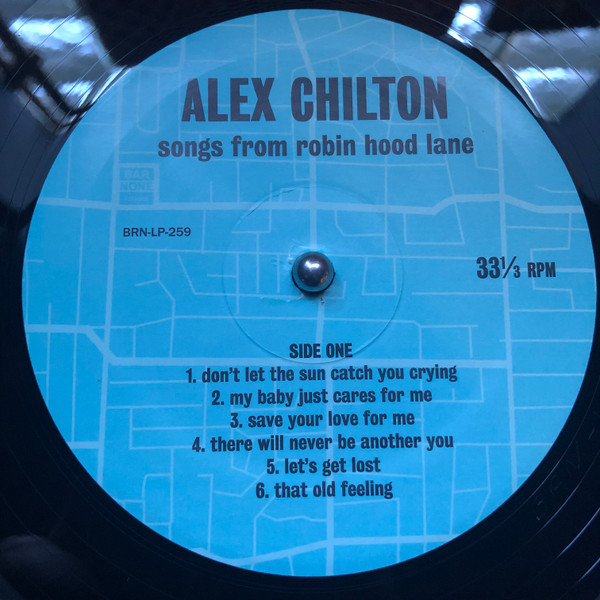 ALEX CHILTON
songs from robin hood lane
BAR
NONE
BRN-LP-259
33⅓ RPM
SIDE ONE
1. don't let the sun catch you crying
2. my baby just cares for me
3. save your love for me
4. there will never be another you
5. let's get lost
6. that old feeling